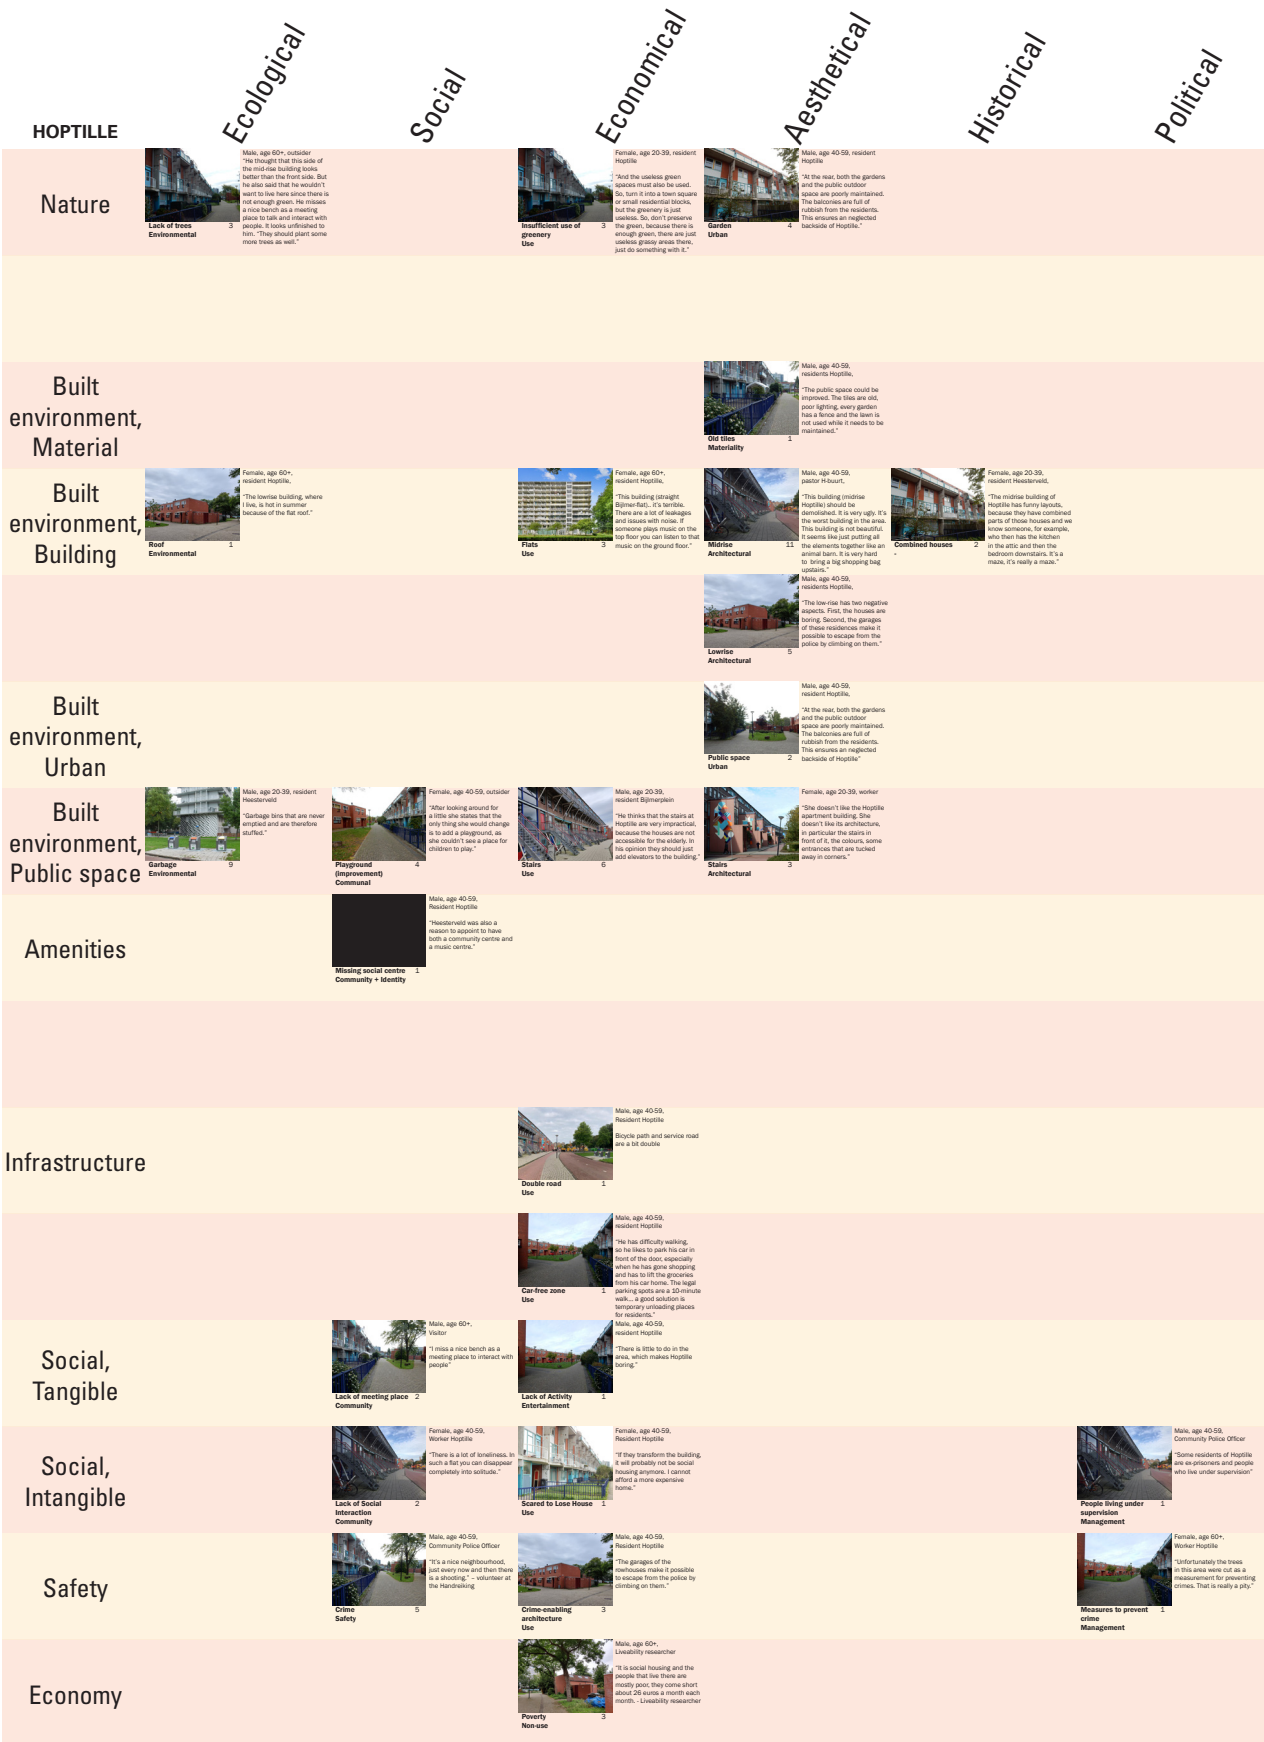 Ecological
Social
Economical
Aesthetical
Historical
Political
HOPTILLE
Nature
Male, age 60+, outsider
"He thought that this side of
the mid-rise building looks
better than the front side. But
he also said that he wouldn't
want to live here since there is
not enough green. He misses
a nice bench as a meeting
place to talk and interact with
people. It looks unfinished to
him. "They should plant some
more trees as well."
Lack of trees 3
Environmental
Female, age 20-39, resident
Hoptille
"And the useless green
spaces must also be used.
So, turn it into a town square
or small residential blocks,
but the greenery is just
useless. So, don't preserve
the green, because there is
enough green, there are just
useless grassy areas there,
just do something with it."
Insufficient use of 3
greenery
Use
Male, age 40-59, resident
Hoptille
"At the rear, both the gardens
and the public outdoor
space are poorly maintained.
The balconies are full of
rubbish from the residents.
This ensures an neglected
backside of Hoptille."
Garden 4
Urban
Built
environment,
Material
Male, age 40-59,
residents Hoptille,
"The public space could be
improved. The tiles are old,
poor lighting, every garden
has a fence and the lawn is
not used while it needs to be
maintained."
Old tiles 1
Materiality
Built
environment,
Building
Female, age 60+,
resident Hoptille,
"The lowrise building, where
I live, is hot in summer
because of the flat roof."
Roof 1
Environmental
Female, age 60+,
resident Hoptille,
"This building (straight
Bijlmer-flat).. it's terrible.
There are a lot of leakages
and issues with noise. If
someone plays music on the
top floor you can listen to that
music on the ground floor."
Flats 3
Use
Male, age 40-59,
pastor H-buurt,
"This building (midrise
Hoptille) should be
demolished. It is very ugly. It's
the worst building in the area.
This building is not beautiful.
It seems like just putting all
the elements together like an
animal barn. It is very hard
to bring a big shopping bag
upstairs."
Midrise 11
Architectural
Female, age 20-39,
resident Heesterveld,
"The midrise building of
Hoptille has funny layouts,
because they have combined
parts of those houses and we
know someone, for example,
who then has the kitchen
in the attic and then the
bedroom downstairs. It's a
maze, it's really a maze."
Combined houses 2
-
Male, age 40-59,
residents Hoptille,
"The low-rise has two negative
aspects. First, the houses are
boring. Second, the garages
of these residences make it
possible to escape from the
police by climbing on them."
Lowrise 5
Architectural
Built
environment,
Urban
Male, age 40-59,
resident Hoptille,
"At the rear, both the gardens
and the public outdoor
space are poorly maintained.
The balconies are full of
rubbish from the residents.
This ensures an neglected
backside of Hoptille"
Public space 2
Urban
Built
environment,
Public space
Male, age 20-39, resident
Heesterveld
"Garbage bins that are never
emptied and are therefore
stuffed."
Garbage 9
Environmental
Female, age 40-59, outsider
"After looking around for
a little she states that the
only thing she would change
is to add a playground, as
she couldn't see a place for
children to play."
Playground 4
(improvement)
Communal
Male, age 20-39,
resident Bijlmerplein
"He thinks that the stairs at
Hoptille are very impractical,
because the houses are not
accessible for the elderly. In
his opinion they should just
add elevators to the building."
Stairs 6
Use
Female, age 20-39, worker
"She doesn't like the Hoptille
apartment building. She
doesn't like its architecture,
in particular the stairs in
front of it, the colours, some
entrances that are tucked
away in corners."
Stairs 3
Architectural
Amenities
Male, age 40-59,
Resident Hoptille
"Heesterveld was also a
reason to appoint to have
both a community centre and
a music centre."
Missing social centre 1
Community + Identity
Infrastructure
Male, age 40-59,
Resident Hoptille
Bicycle path and service road
are a bit double
Double road 1
Use
Male, age 40-59,
resident Hoptille
"He has difficulty walking,
so he likes to park his car in
front of the door, especially
when he has gone shopping
and has to lift the groceries
from his car home. The legal
parking spots are a 10-minute
walk... a good solution is
temporary unloading places
for residents."
Car-free zone 1
Use
Social,
Tangible
Male, age 60+,
Visitor
"I miss a nice bench as a
meeting place to interact with
people"
Lack of meeting place 2
Community
Male, age 40-59,
resident Hoptille
"There is little to do in the
area, which makes Hoptille
boring."
Lack of Activity 1
Entertainment
Social,
Intangible
Female, age 40-59,
Worker Hoptille
"There is a lot of loneliness. In
such a flat you can disappear
completely into solitude."
Lack of Social 2
Interaction
Community
Female, age 40-59,
Resident Hoptille
"If they transform the building,
it will probably not be social
housing anymore. I cannot
afford a more expensive
home."
Scared to Lose House 1
Use
Male, age 40-59,
Community Police Officer
"Some residents of Hoptille
are ex-prisoners and people
who live under supervision"
People living under 1
supervision
Management
Safety
Male, age 40-59,
Community Police Officer
"It's a nice neighbourhood,
just every now and then there
is a shooting." – volunteer at
the Handreiking
Crime 5
Safety
Male, age 40-59,
Resident Hoptille
"The garages of the
rowhouses make it possible
to escape from the police by
climbing on them."
Crime-enabling 3
architecture
Use
Female, age 60+,
Worker Hoptille
"Unfortunately the trees
in this area were cut as a
measurement for preventing
crimes. That is really a pity."
Measures to prevent 1
crime
Management
Economy
Male, age 60+,
Liveability researcher
"It is social housing and the
people that live there are
mostly poor, they come short
about 26 euros a month each
month. - Liveability researcher
Poverty 3
Non-use